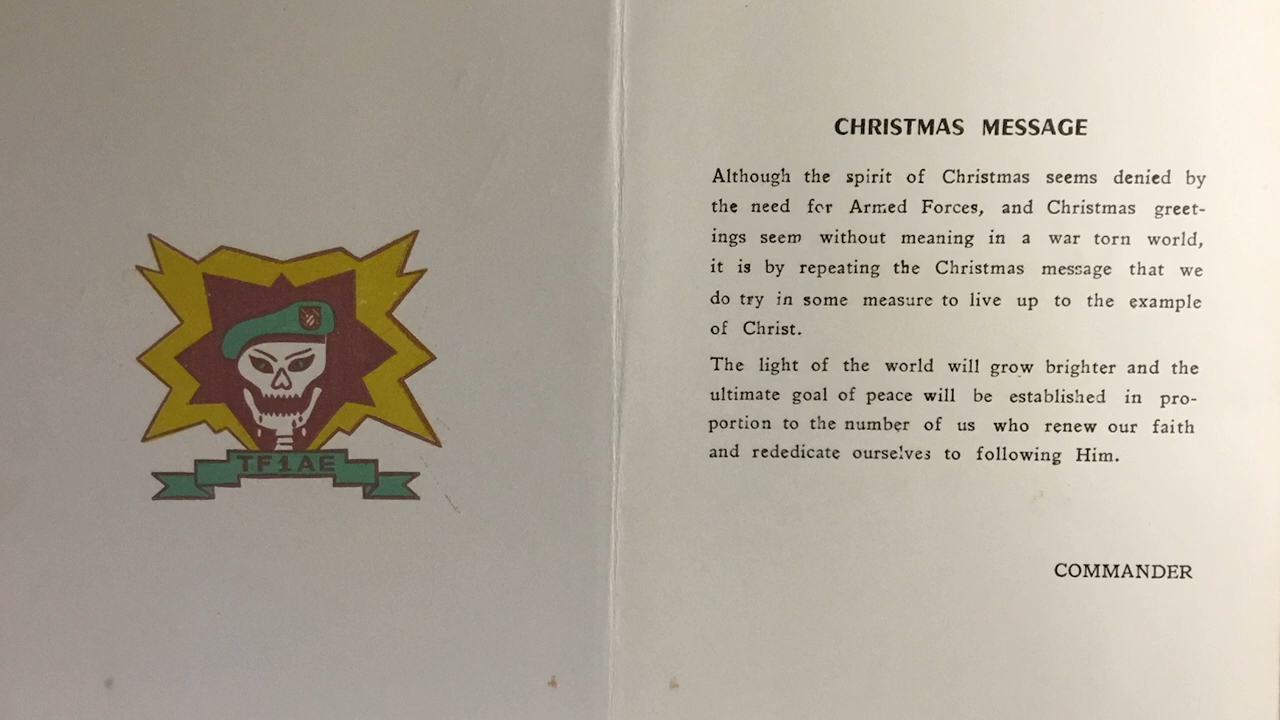 TF1AE
CHRISTMAS MESSAGE
Although the spirit of Christmas seems denied by
the need for Armed Forces, and Christmas greet-
ings seem without meaning in a war torn world,
it is by repeating the Christmas message that we
do try in some measure to live up to the example
of Christ.
The light of the world will grow brighter and the
ultimate goal of peace will be established in pro-
portion to the number of us who renew our faith
and rededicate ourselves to following Him.
COMMANDER